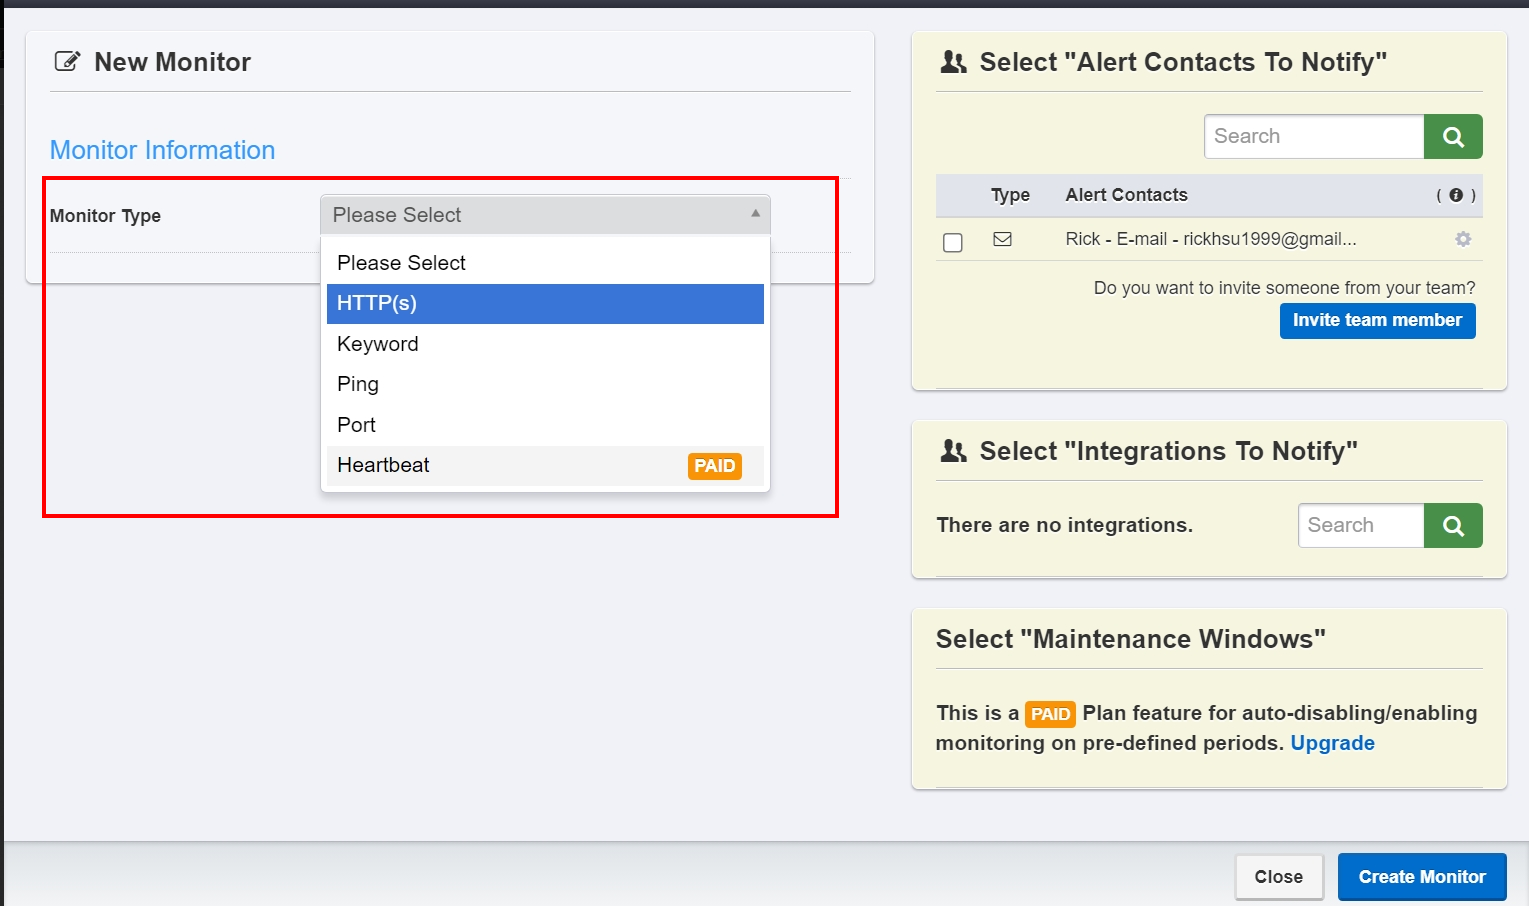 New Monitor
Monitor Information
Monitor Type
Please Select
Please Select
HTTP(s)
Keyword
Ping
Port
Heartbeat PAID
Select "Alert Contacts To Notify"
Search
Type Alert Contacts ( i )
Rick - E-mail - rickhsu1999@gmail...
Do you want to invite someone from your team?
Invite team member
Select "Integrations To Notify"
There are no integrations.
Search
Select "Maintenance Windows"
This is a PAID Plan feature for auto-disabling/enabling
monitoring on pre-defined periods. Upgrade
Close
Create Monitor